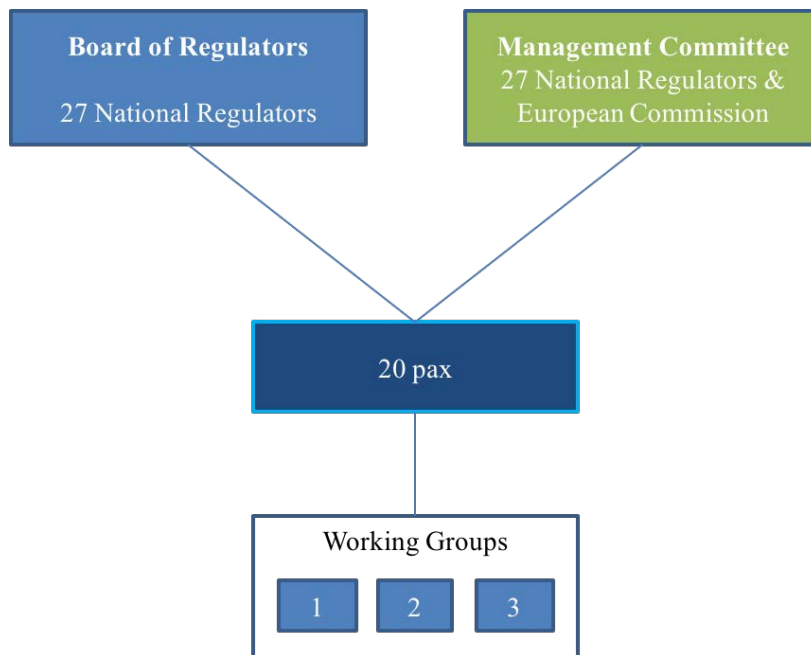 Board of Regulators
27 National Regulators
Management Committee
27 National Regulators &
European Commission
20 pax
Working Groups
1
2
3